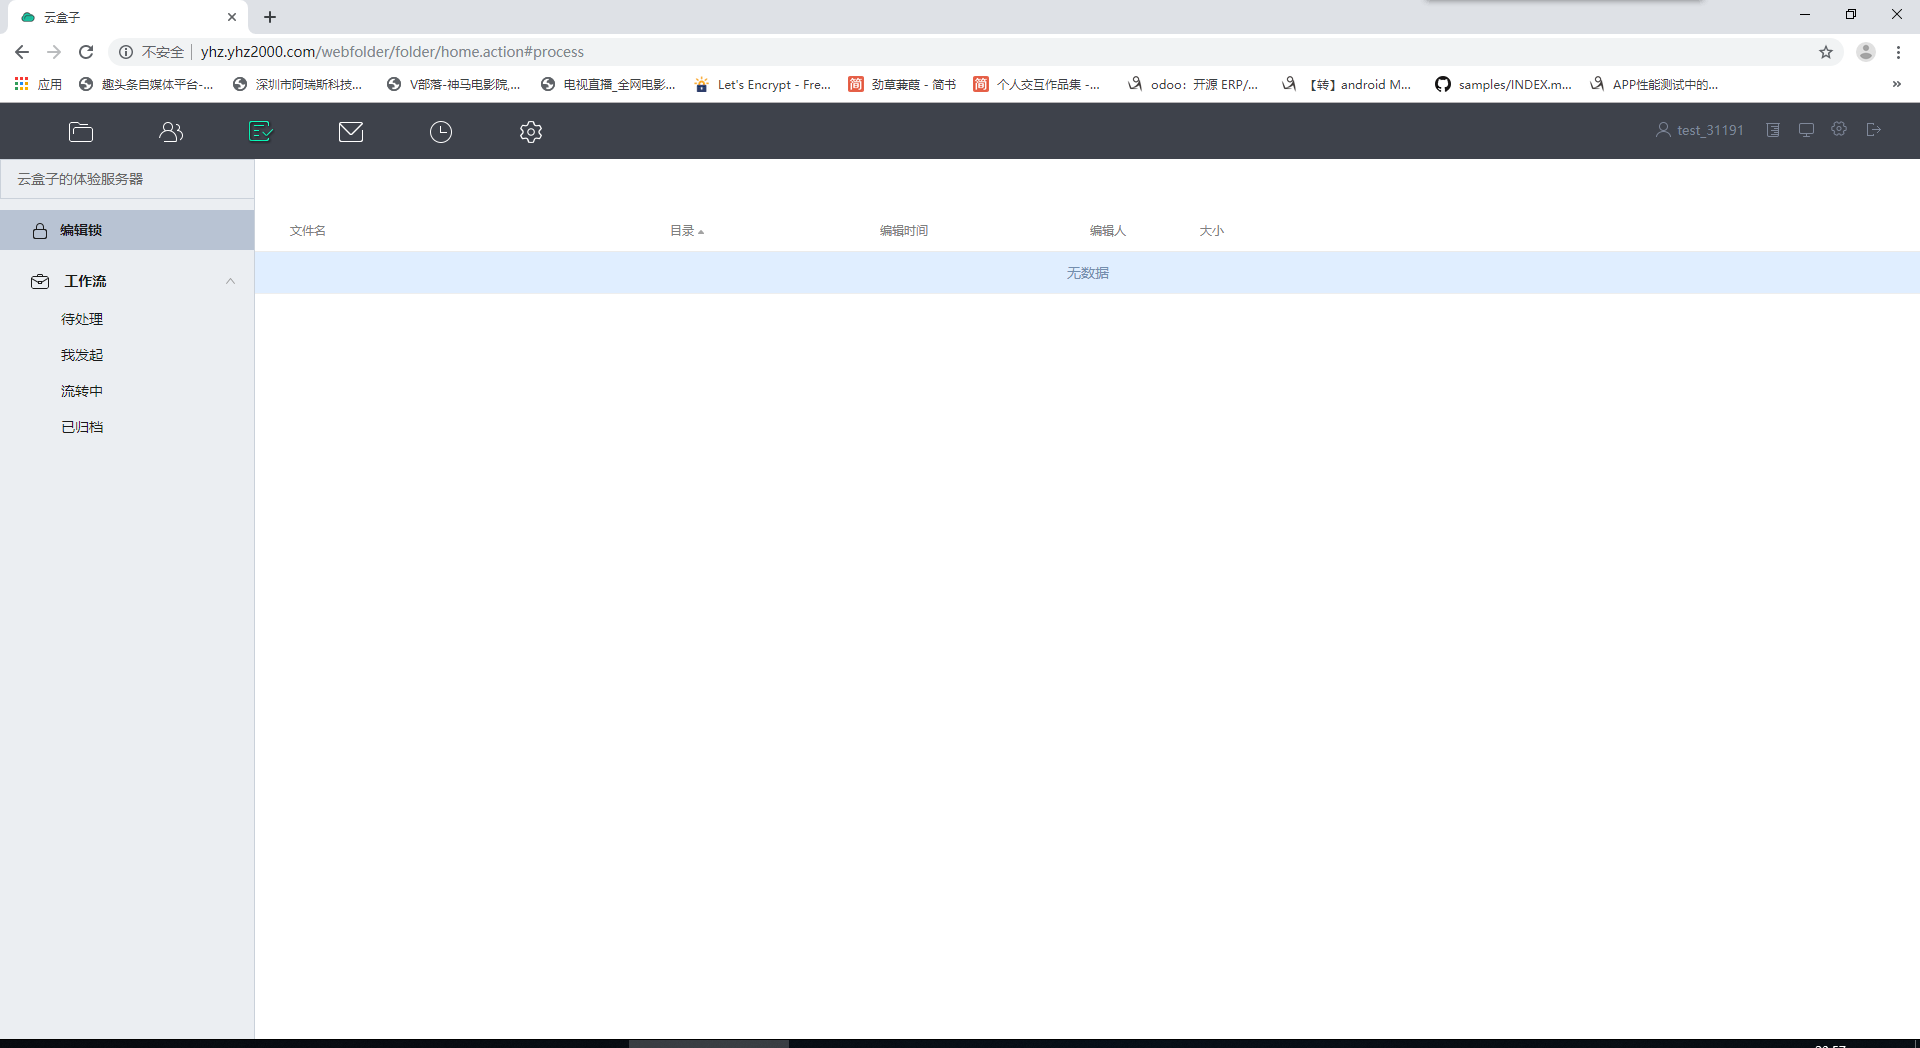 云盒子
不安全 yhz.yhz2000.com/webfolder/folder/home.action#process
应用 趣头条自媒体平台-... 深圳市阿瑞斯科技... V部落-神马电影院,... 电视直播_全网电影... Let's Encrypt - Fre... 简 劲草蒹葭 - 简书 简 个人交互作品集 -... odoo：开源 ERP/... 【转】android M... samples/INDEX.m... APP性能测试中的... »
test_31191
云盒子的体验服务器
编辑锁
文件名 目录 编辑时间 编辑人 大小
无数据
工作流
待处理
我发起
流转中
已归档